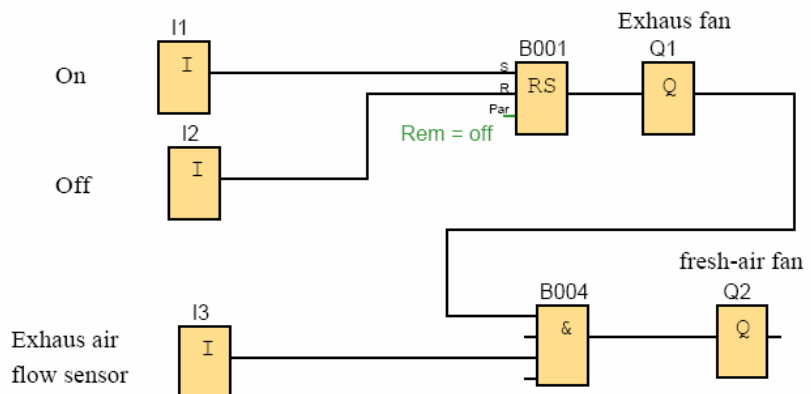 I1
I
On
I2
I
Off
B001
S
R
RS
Par
Rem = off
Exhaus fan
Q1
Q
I3
I
Exhaus air
flow sensor
B004
&
fresh-air fan
Q2
Q